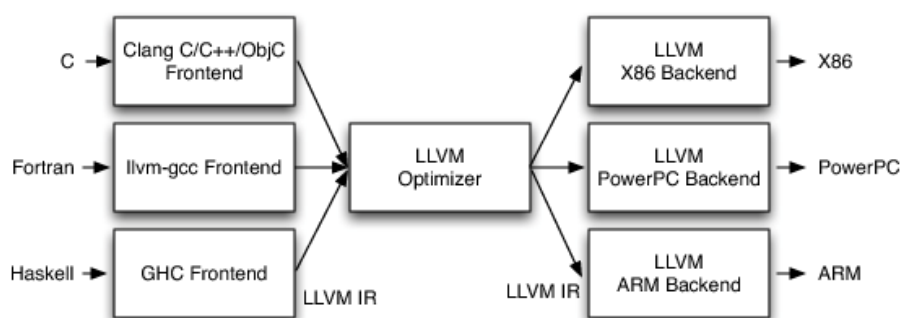 C
Clang C/C++/ObjC
Frontend
LLVM
X86 Backend
X86
Fortran
llvm-gcc Frontend
LLVM
Optimizer
LLVM
PowerPC Backend
PowerPC
Haskell
GHC Frontend
LLVM IR
LLVM IR
LLVM
ARM Backend
ARM